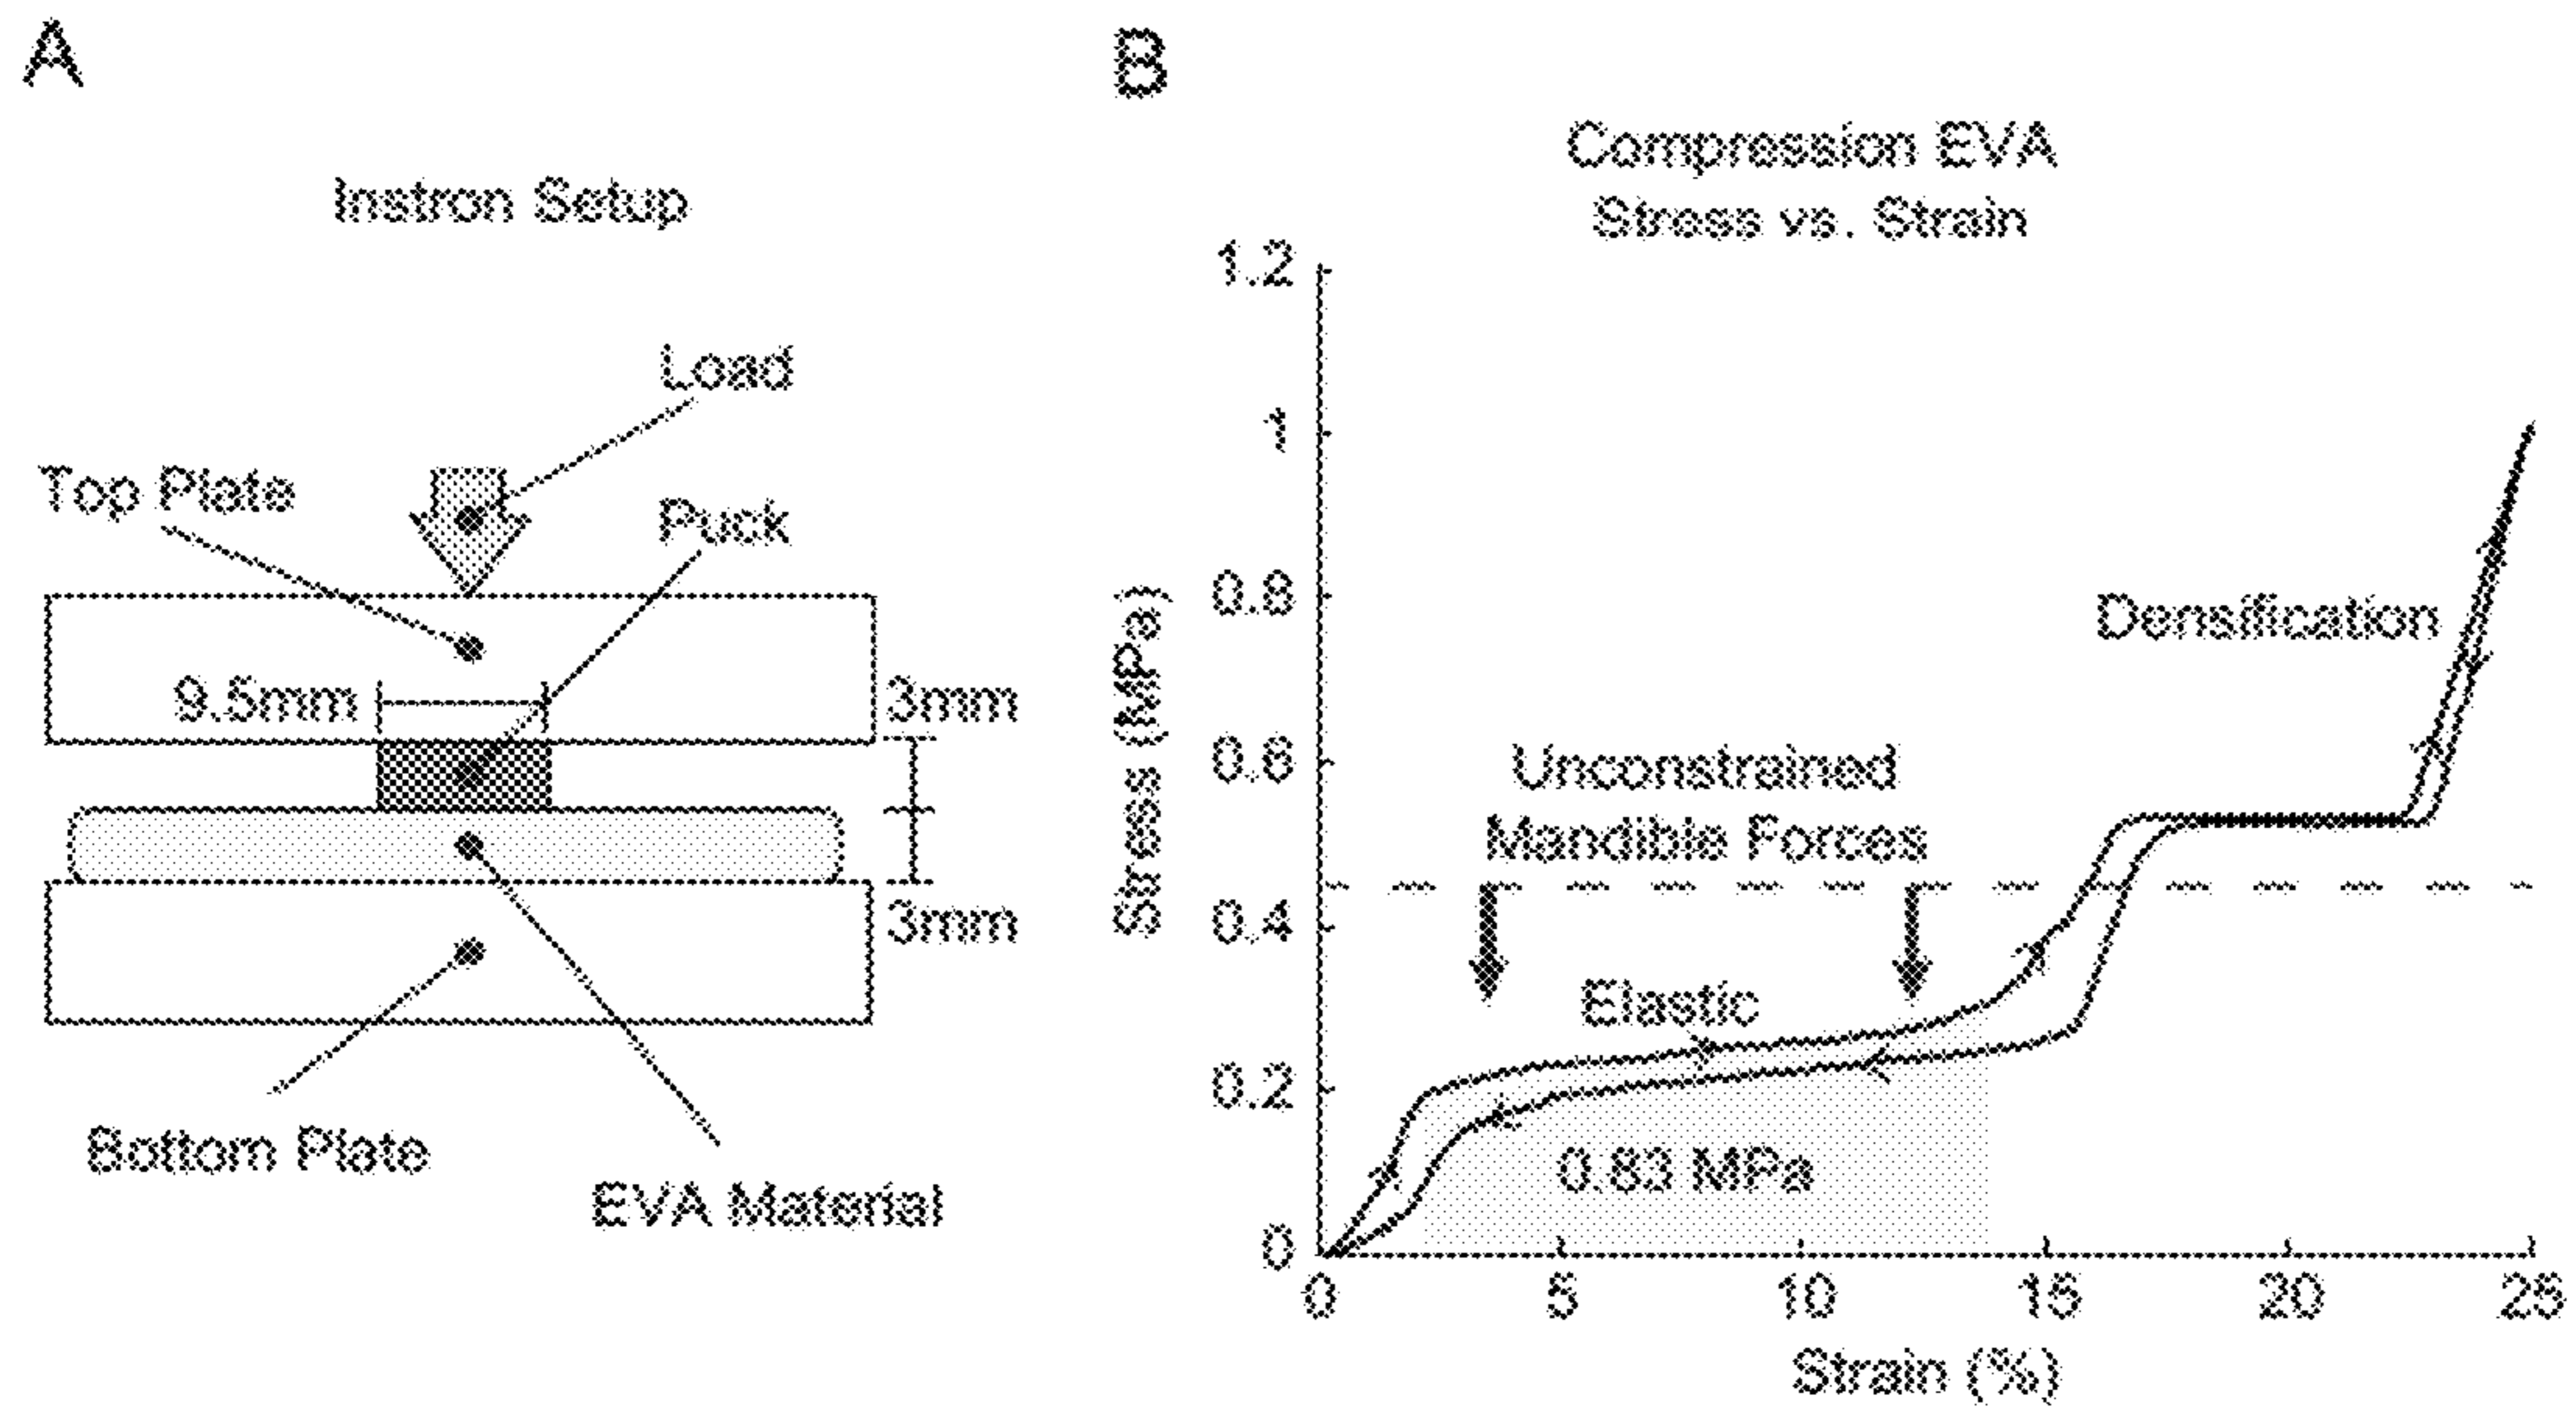 A
Instron Setup
Load
Top Plate
Puck
9.5mm
3mm
3mm
Bottom Plate
EVA Material
B
Compression EVA
Stress vs. Strain
1.2
1
0.8
0.6
0.4
0.2
0
Stress (MPa)
Densification
Unconstrained
Mandible Forces
Elastic
0.83 MPa
0 5 10 15 20 25
Strain (%)